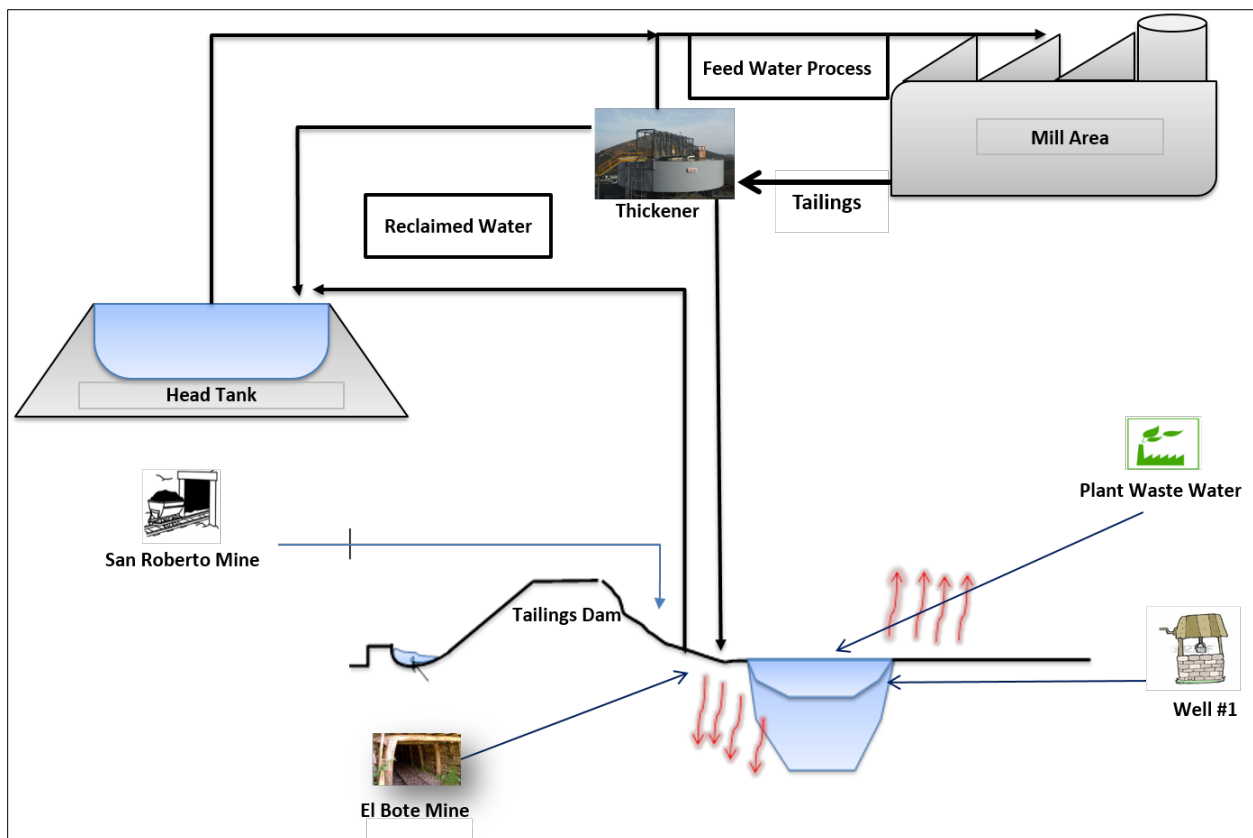 Feed Water Process
Mill Area
Thickener
Tailings
Reclaimed Water
Head Tank
Plant Waste Water
San Roberto Mine
Tailings Dam
Well #1
El Bote Mine